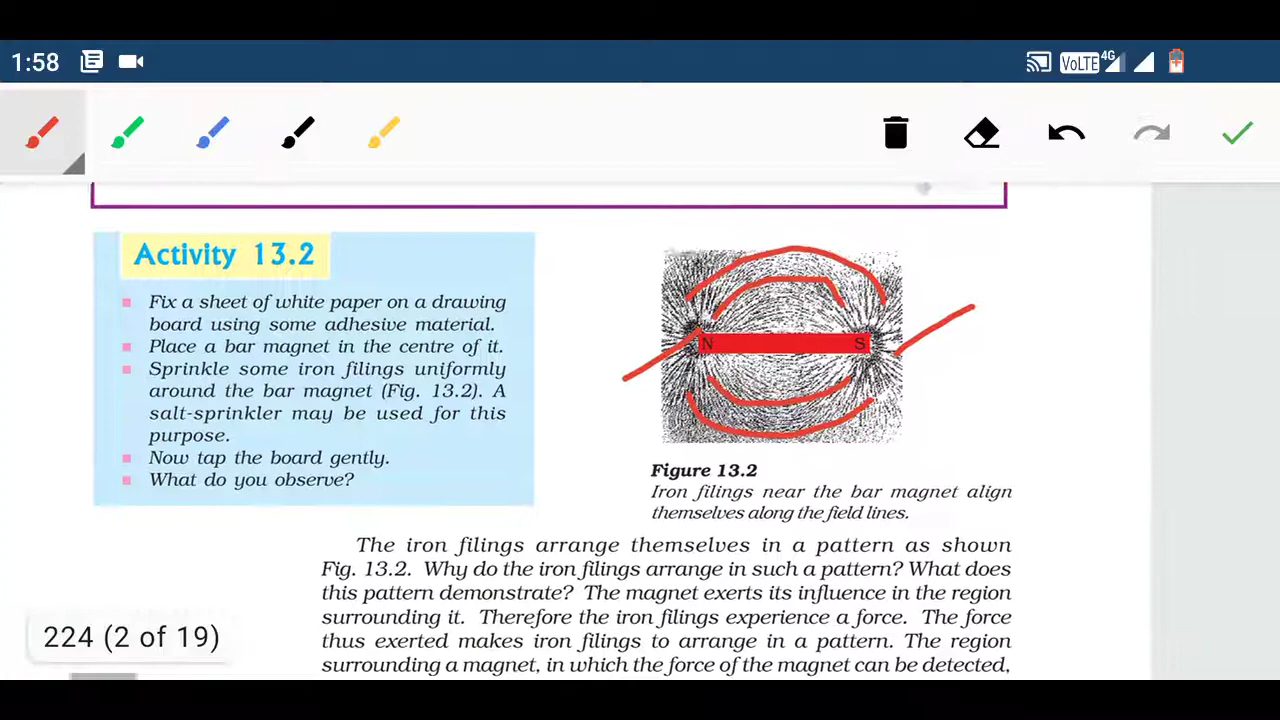 1:58
VoLTE 4G
Activity 13.2
Fix a sheet of white paper on a drawing
board using some adhesive material.
Place a bar magnet in the centre of it.
Sprinkle some iron filings uniformly
around the bar magnet (Fig. 13.2). A
salt-sprinkler may be used for this
purpose.
Now tap the board gently.
What do you observe?
N S
Figure 13.2
Iron filings near the bar magnet align
themselves along the field lines.
The iron filings arrange themselves in a pattern as shown
Fig. 13.2. Why do the iron filings arrange in such a pattern? What does
this pattern demonstrate? The magnet exerts its influence in the region
surrounding it. Therefore the iron filings experience a force. The force
thus exerted makes iron filings to arrange in a pattern. The region
surrounding a magnet, in which the force of the magnet can be detected,
224 (2 of 19)